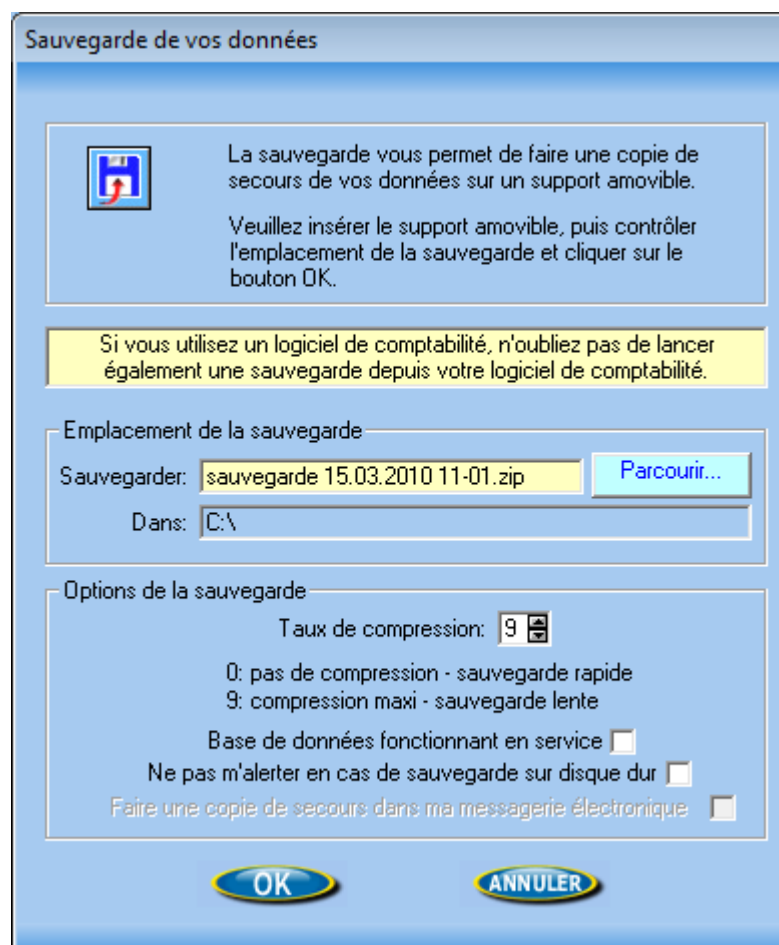 Sauvegarde de vos données
La sauvegarde vous permet de faire une copie de
secours de vos données sur un support amovible.
Veuillez insérer le support amovible, puis contrôler
l'emplacement de la sauvegarde et cliquer sur le
bouton OK.
Si vous utilisez un logiciel de comptabilité, n'oubliez pas de lancer
également une sauvegarde depuis votre logiciel de comptabilité.
Emplacement de la sauvegarde
Sauvegarder: sauvegarde 15.03.2010 11-01.zip Parcourir...
Dans: C:\
Options de la sauvegarde
Taux de compression: 9
0: pas de compression - sauvegarde rapide
9: compression maxi - sauvegarde lente
Base de données fonctionnant en service
Ne pas m'alerter en cas de sauvegarde sur disque dur
Faire une copie de secours dans ma messagerie électronique
OK ANNULER